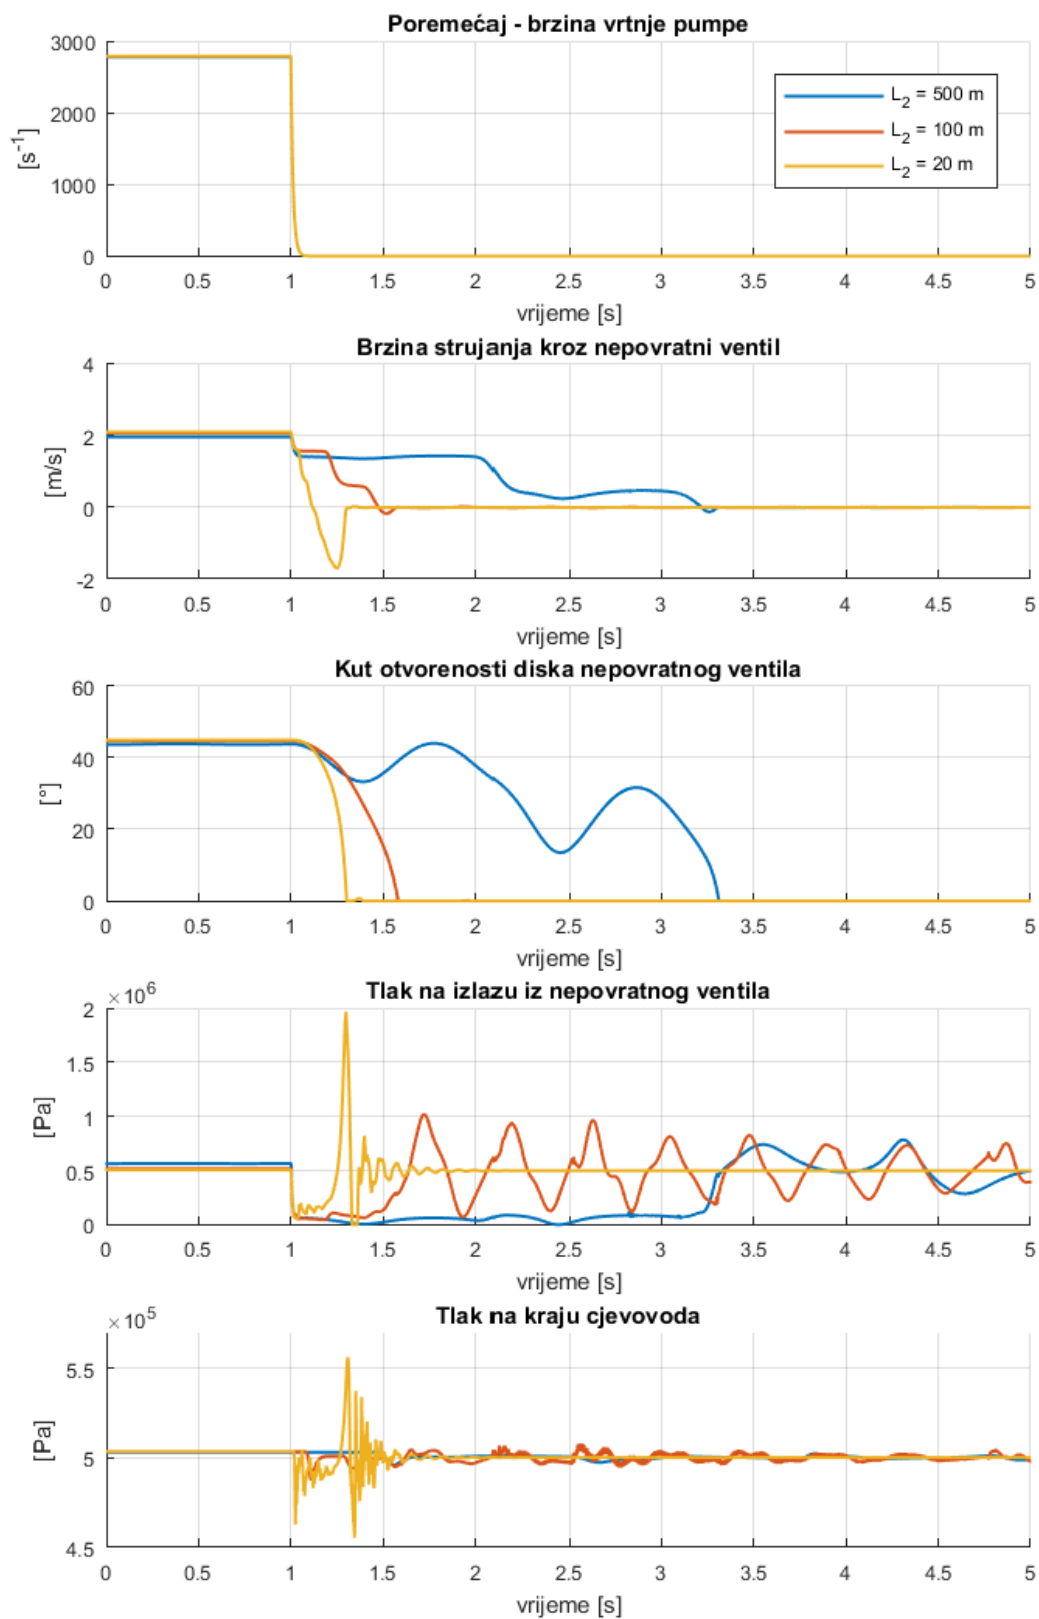 Poremećaj - brzina vrtnje pumpe
3000
2000
1000
0
[s⁻¹]
L₂ = 500 m
L₂ = 100 m
L₂ = 20 m
0 0.5 1 1.5 2 2.5 3 3.5 4 4.5 5
vrijeme [s]
Brzina strujanja kroz nepovratni ventil
4
2
0
-2
[m/s]
0 0.5 1 1.5 2 2.5 3 3.5 4 4.5 5
vrijeme [s]
Kut otvorenosti diska nepovratnog ventila
60
40
20
0
[°]
0 0.5 1 1.5 2 2.5 3 3.5 4 4.5 5
vrijeme [s]
Tlak na izlazu iz nepovratnog ventila
×10⁶
2
1.5
1
0.5
0
[Pa]
0 0.5 1 1.5 2 2.5 3 3.5 4 4.5 5
vrijeme [s]
Tlak na kraju cjevovoda
×10⁵
5.5
5
4.5
[Pa]
0 0.5 1 1.5 2 2.5 3 3.5 4 4.5 5
vrijeme [s]